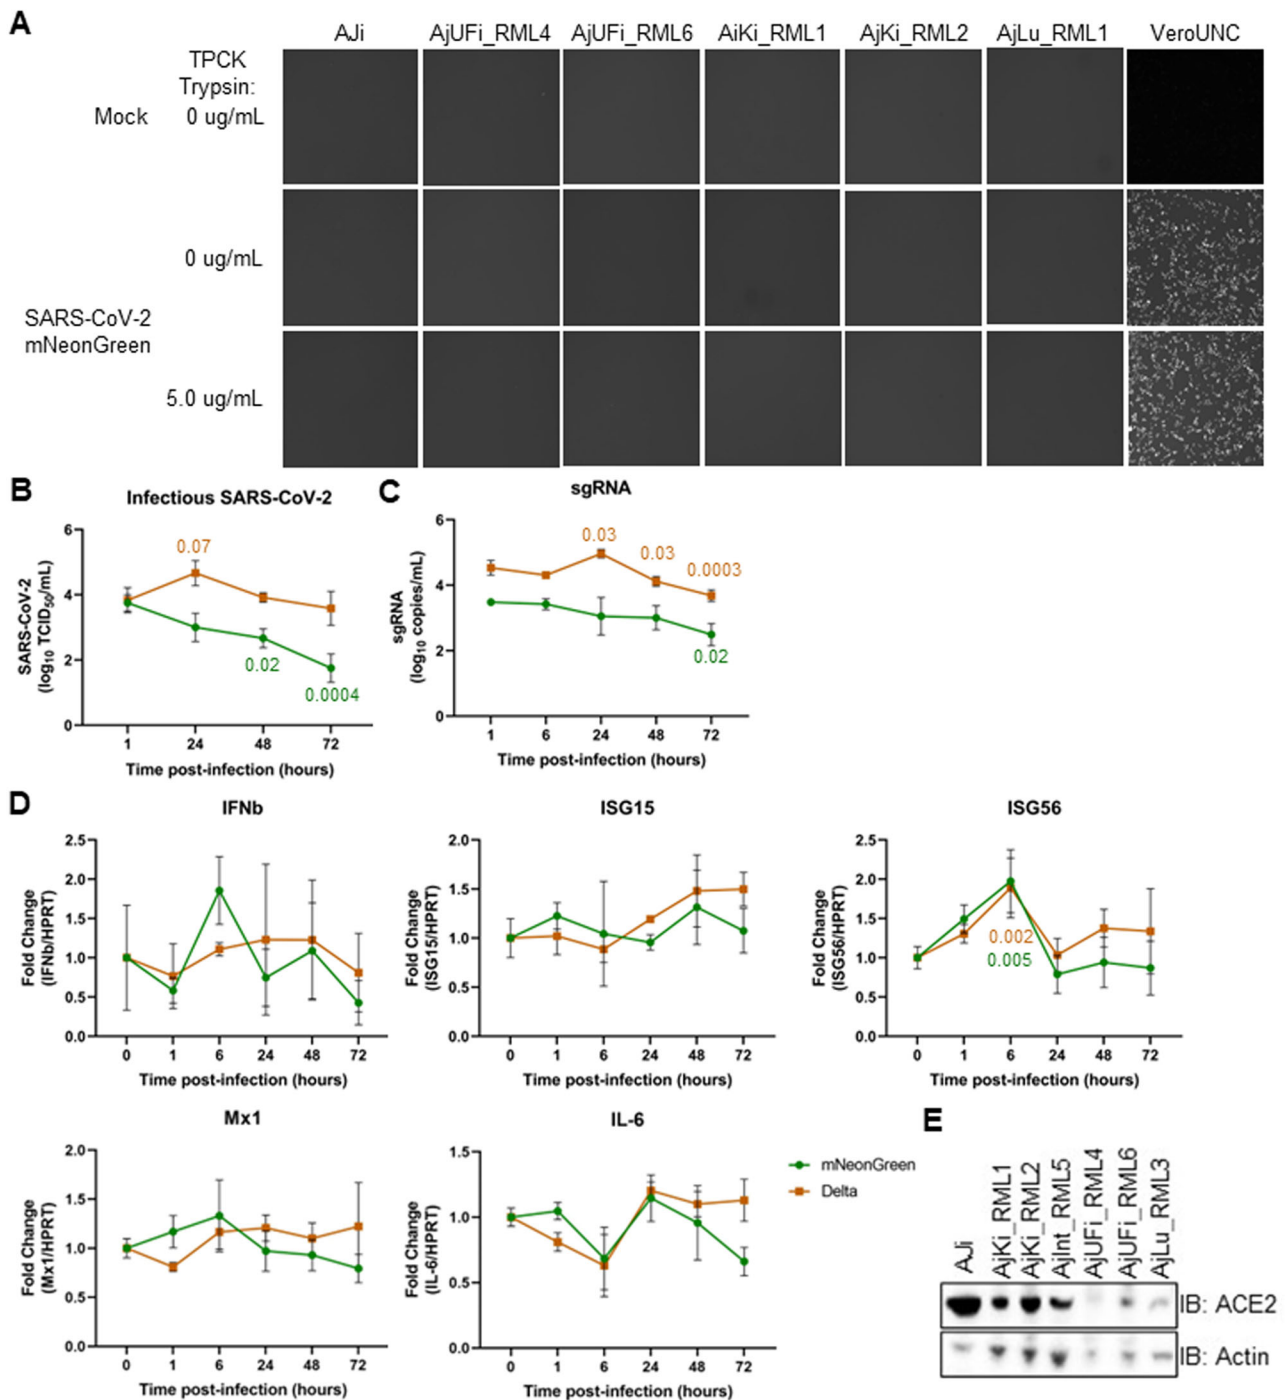 A
AJi AjUFi_RML4 AjUFi_RML6 AiKi_RML1 AjKi_RML2 AjLu_RML1 VeroUNC
TPCK
Trypsin:
Mock 0 ug/mL
0 ug/mL
SARS-CoV-2
mNeonGreen
5.0 ug/mL
B
Infectious SARS-CoV-2
SARS-CoV-2
(log10 TCID50/mL)
6
4
2
0
0.07
0.02
0.0004
1 24 48 72
Time post-infection (hours)
C
sgRNA
sgRNA
(log10 copies/mL)
6
4
2
0
0.03
0.03
0.0003
0.02
1 6 24 48 72
Time post-infection (hours)
D
IFNb
Fold Change
(IFNb/HPRT)
2.5
2.0
1.5
1.0
0.5
0.0
0 1 6 24 48 72
Time post-infection (hours)
ISG15
Fold Change
(ISG15/HPRT)
2.0
1.5
1.0
0.5
0.0
0 1 6 24 48 72
Time post-infection (hours)
ISG56
Fold Change
(ISG56/HPRT)
2.5
2.0
1.5
1.0
0.5
0.0
0.002
0.005
0 1 6 24 48 72
Time post-infection (hours)
Mx1
Fold Change
(Mx1/HPRT)
2.0
1.5
1.0
0.5
0.0
0 1 6 24 48 72
Time post-infection (hours)
IL-6
Fold Change
(IL-6/HPRT)
1.5
1.0
0.5
0.0
0 1 6 24 48 72
Time post-infection (hours)
mNeonGreen
Delta
E
AJi
AjKi_RML1
AjKi_RML2
AjInt_RML5
AjUFi_RML4
AjUFi_RML6
AjLu_RML3
IB: ACE2
IB: Actin